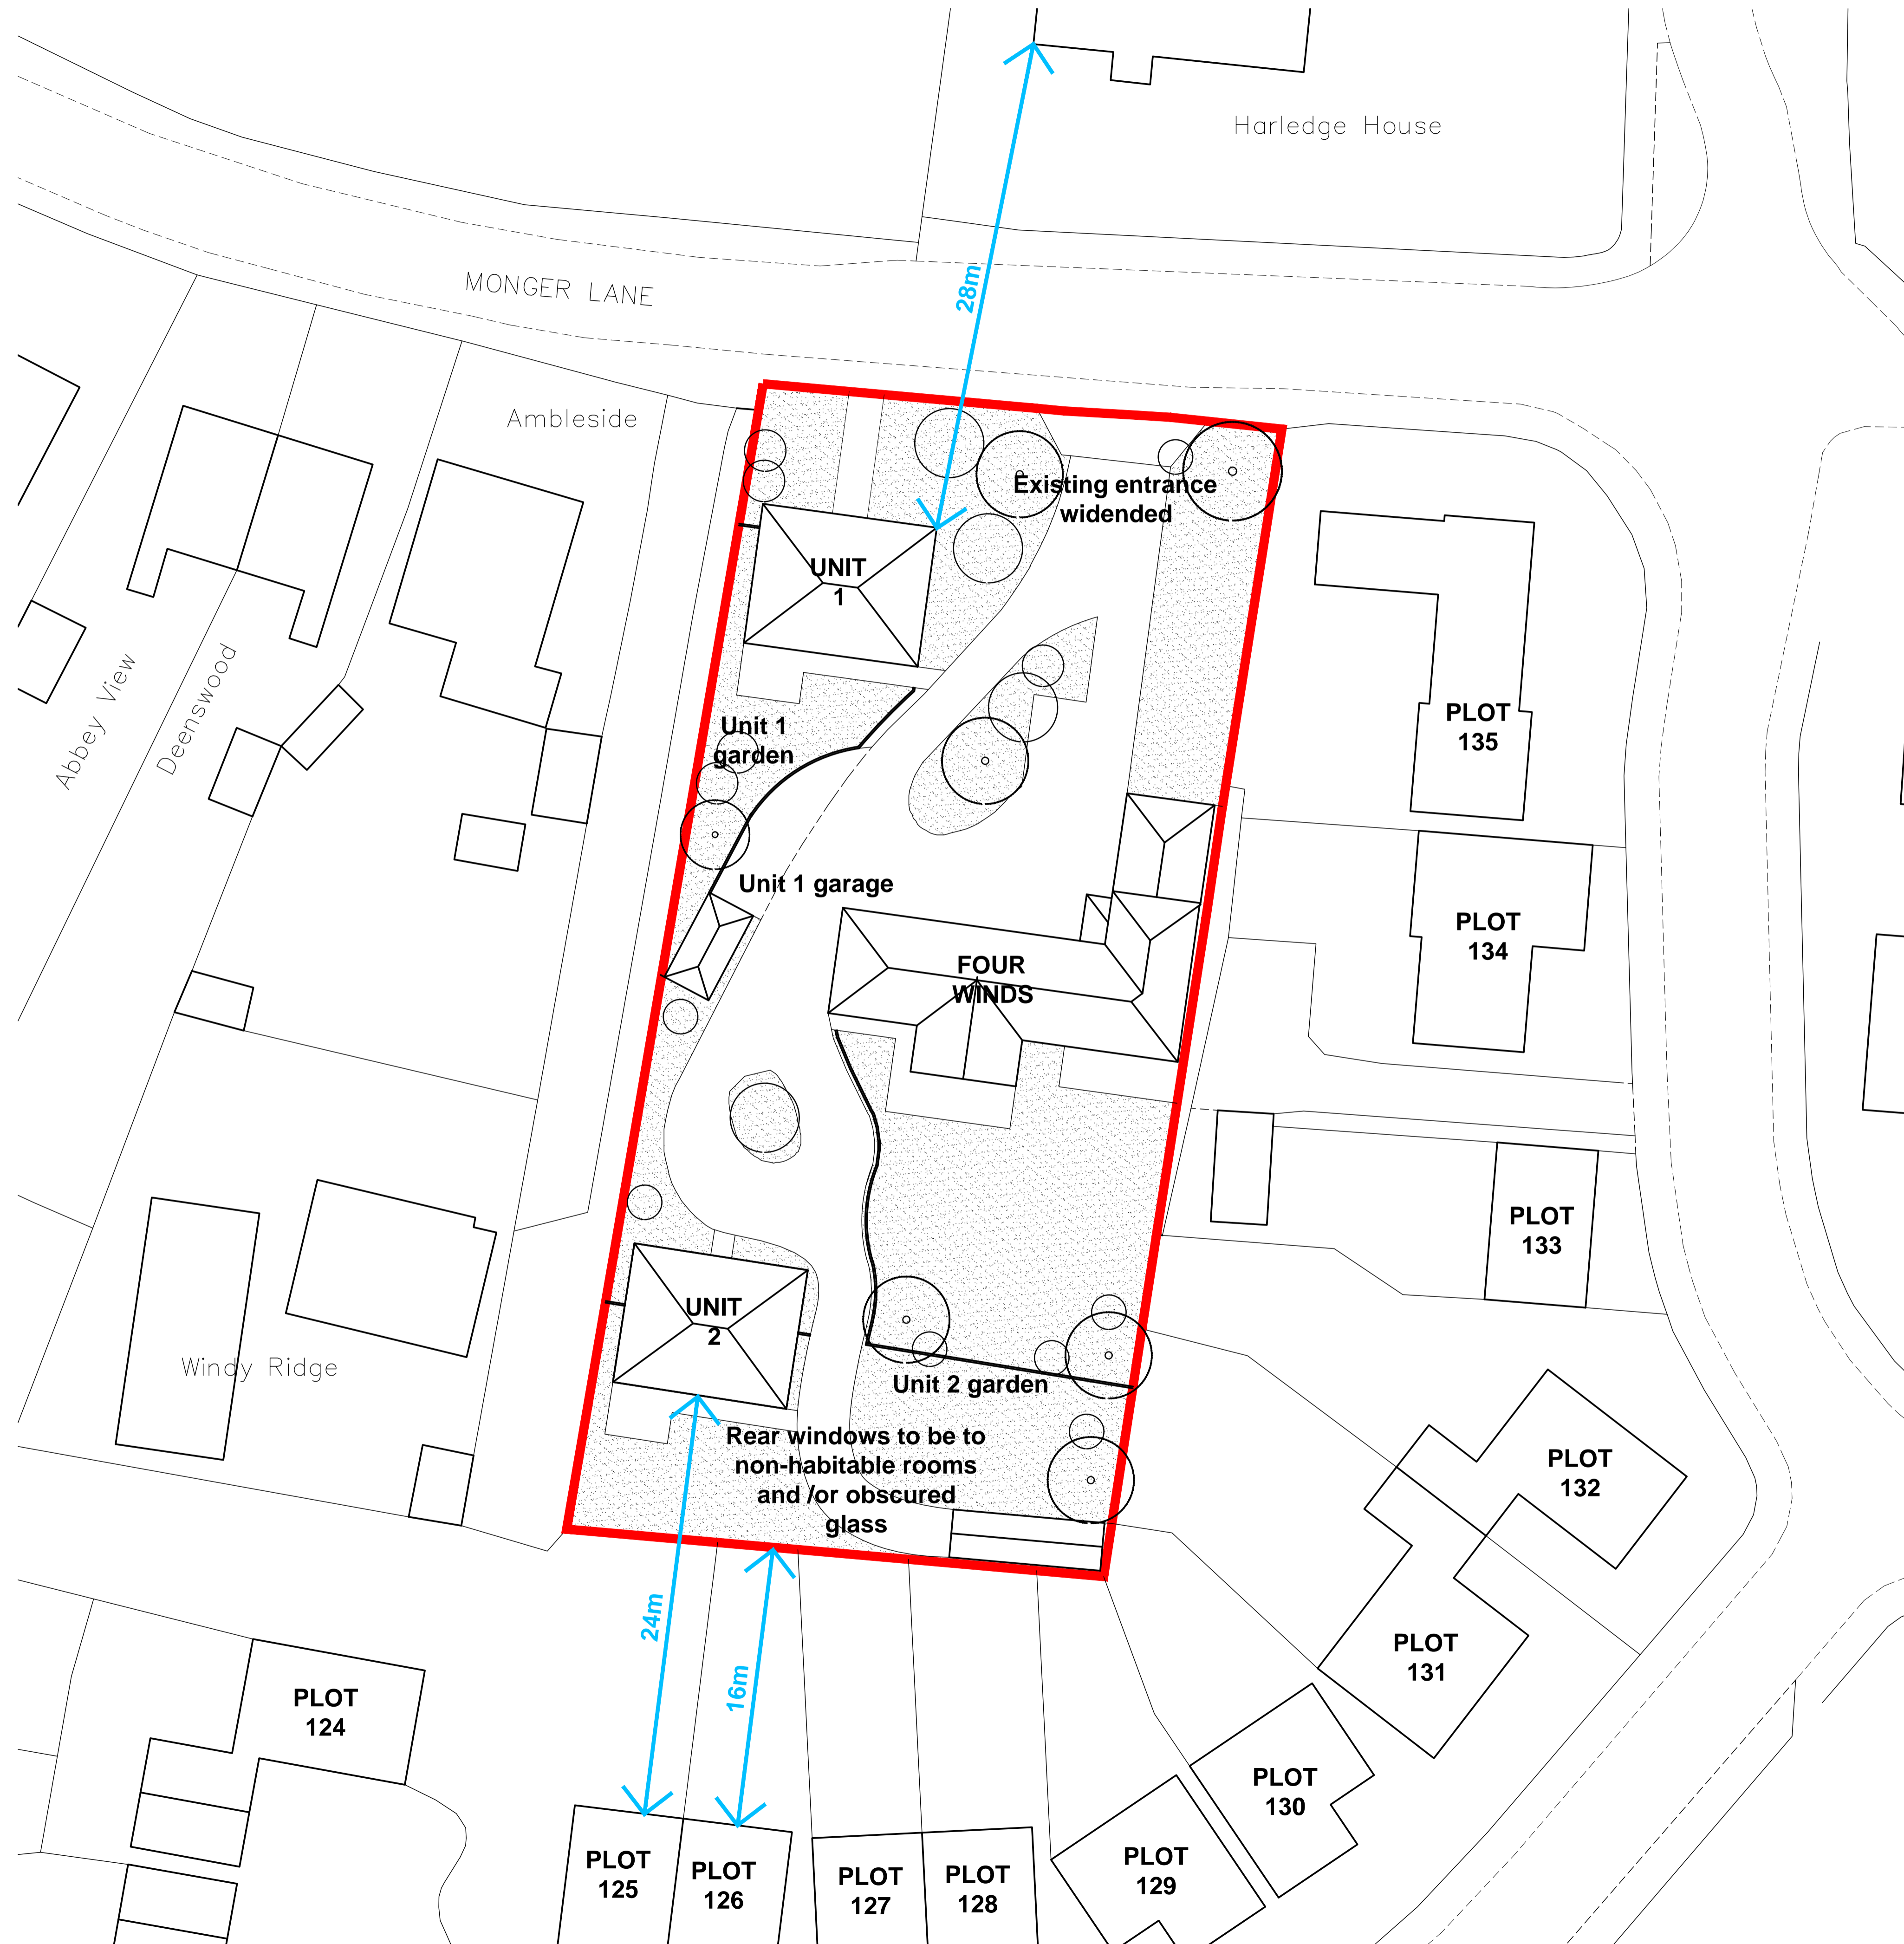 Harledge House
28m
MONGER LANE
Ambleside
Existing entrance
widended
UNIT
1
Abbey View
Deenswood
Unit 1
garden
PLOT
135
Unit 1 garage
FOUR
WINDS
PLOT
134
PLOT
133
UNIT
2
Windy Ridge
Unit 2 garden
Rear windows to be to
non-habitable rooms
and /or obscured
glass
PLOT
132
24m
16m
PLOT
131
PLOT
124
PLOT
130
PLOT
125
PLOT
126
PLOT
127
PLOT
128
PLOT
129